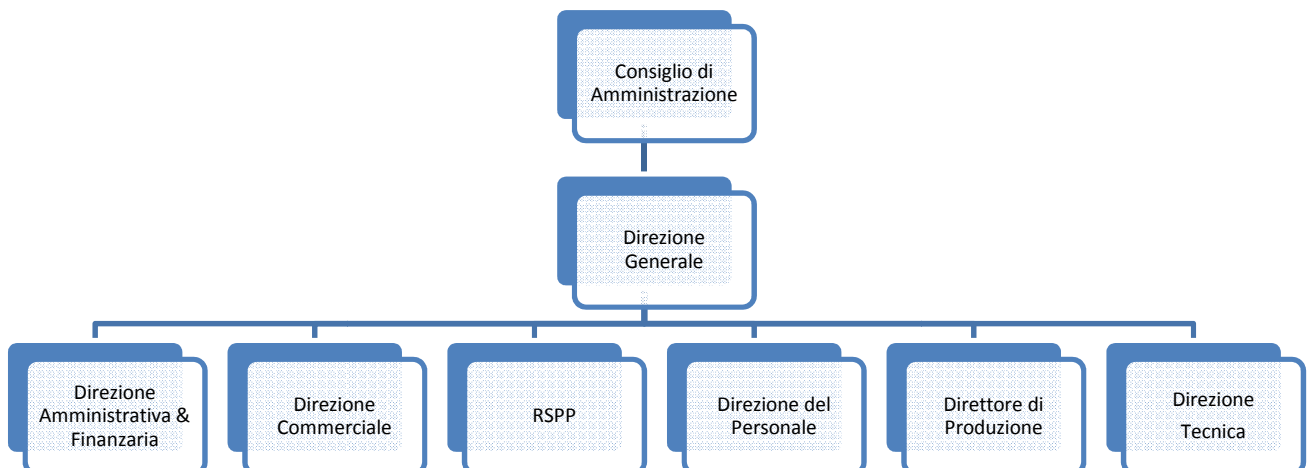 Consiglio di
Amministrazione
Direzione
Generale
Direzione
Amministrativa &
Finanzaria
Direzione
Commerciale
RSPP
Direzione del
Personale
Direttore di
Produzione
Direzione
Tecnica